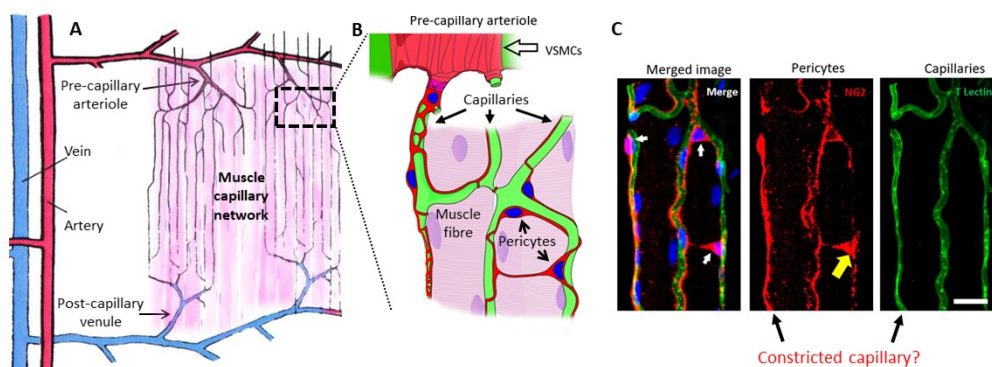 A
Pre-capillary
arteriole
Vein
Muscle
capillary
network
Artery
Post-capillary
venule
B
Pre-capillary arteriole
VSMCs
Capillaries
Muscle
fibre
Pericytes
C
Merged image
Merge
Pericytes
NG2
Capillaries
T Lectin
Constricted capillary?